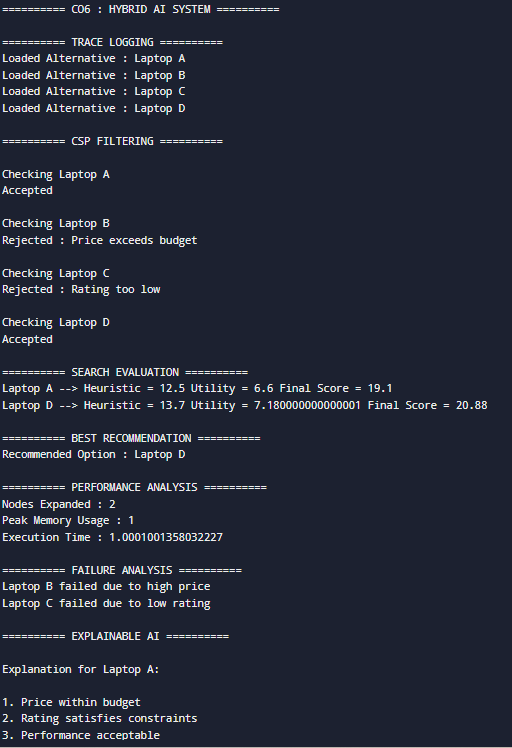 ========== CO6 : HYBRID AI SYSTEM ==========
========== TRACE LOGGING ==========
Loaded Alternative : Laptop A
Loaded Alternative : Laptop B
Loaded Alternative : Laptop C
Loaded Alternative : Laptop D
========== CSP FILTERING ==========
Checking Laptop A
Accepted
Checking Laptop B
Rejected : Price exceeds budget
Checking Laptop C
Rejected : Rating too low
Checking Laptop D
Accepted
========== SEARCH EVALUATION ==========
Laptop A --> Heuristic = 12.5 Utility = 6.6 Final Score = 19.1
Laptop D --> Heuristic = 13.7 Utility = 7.180000000000001 Final Score = 20.88
========== BEST RECOMMENDATION ==========
Recommended Option : Laptop D
========== PERFORMANCE ANALYSIS ==========
Nodes Expanded : 2
Peak Memory Usage : 1
Execution Time : 1.0001001358032227
========== FAILURE ANALYSIS ==========
Laptop B failed due to high price
Laptop C failed due to low rating
========== EXPLAINABLE AI ==========
Explanation for Laptop A:
1. Price within budget
2. Rating satisfies constraints
3. Performance acceptable